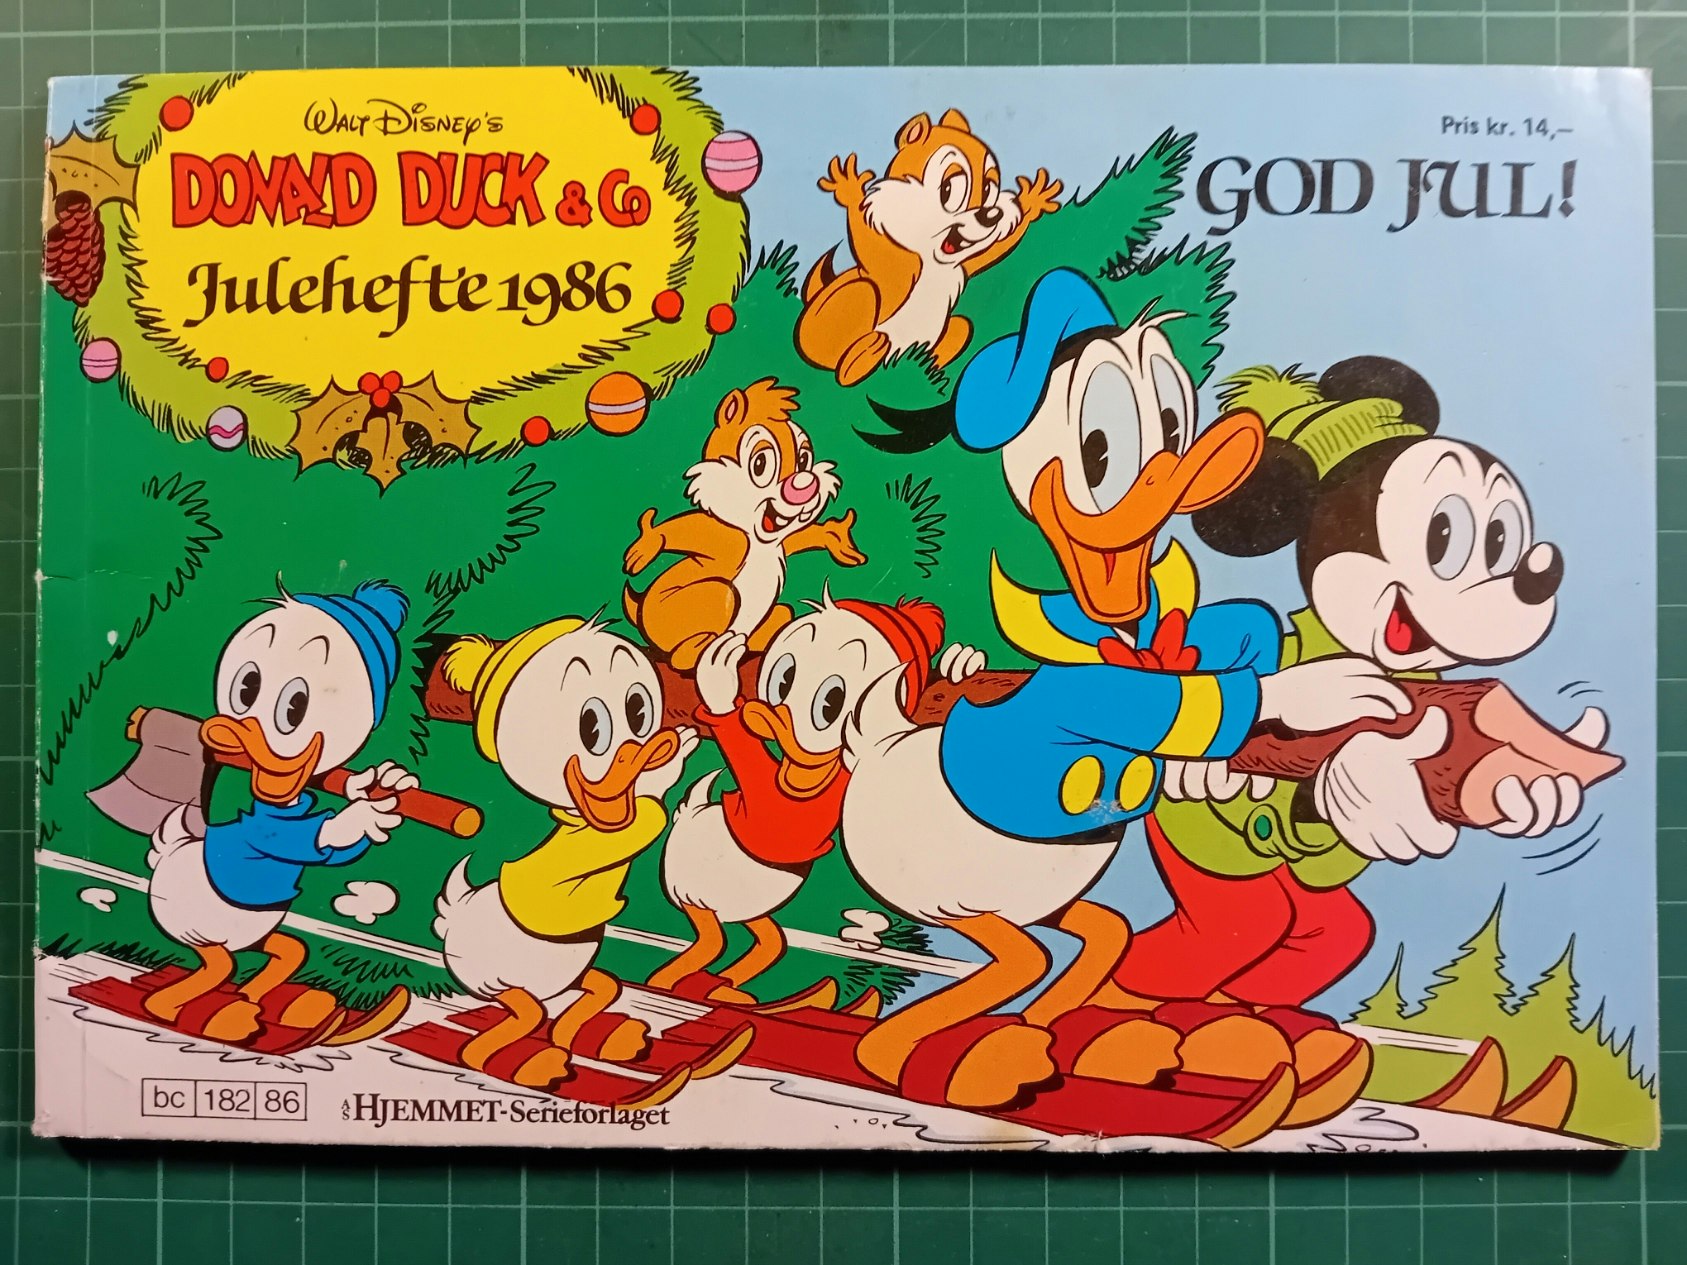 WALT DISNEY'S
DONALD DUCK & CO
Julehefte 1986
Pris kr. 14,–
GOD JUL!
bc 182 86
A/S HJEMMET-Serieforlaget